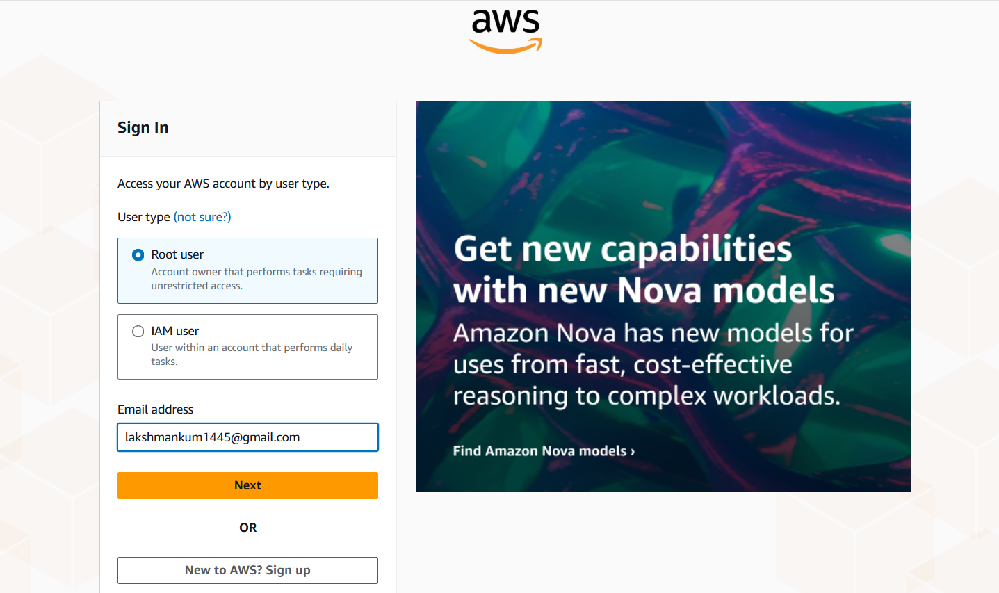 aws
Sign In
Access your AWS account by user type.
User type (not sure?)
Root user
Account owner that performs tasks requiring
unrestricted access.
IAM user
User within an account that performs daily
tasks.
Email address
lakshmankum1445@gmail.com
Next
OR
New to AWS? Sign up
Get new capabilities
with new Nova models
Amazon Nova has new models for
uses from fast, cost-effective
reasoning to complex workloads.
Find Amazon Nova models ›